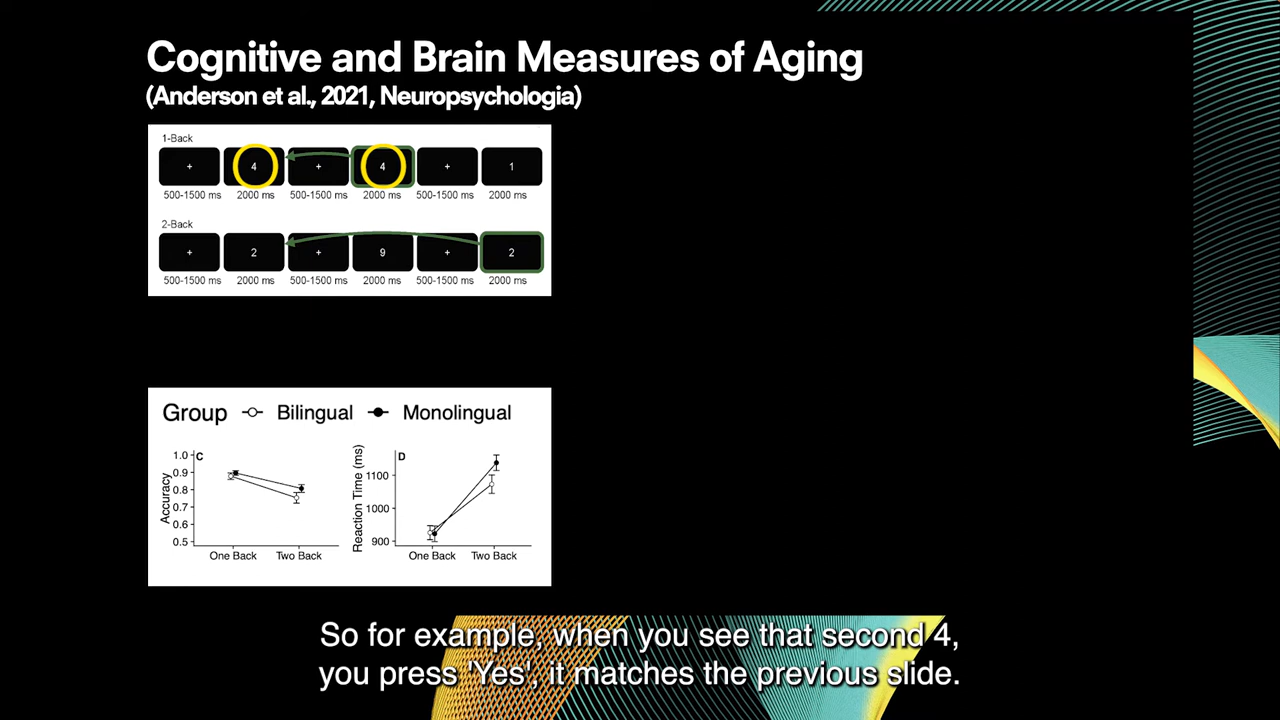 Cognitive and Brain Measures of Aging
(Anderson et al., 2021, Neuropsychologia)
1-Back
+ 4 + 4 + 1
500-1500 ms 2000 ms 500-1500 ms 2000 ms 500-1500 ms 2000 ms
2-Back
+ 2 + 9 + 2
500-1500 ms 2000 ms 500-1500 ms 2000 ms 500-1500 ms 2000 ms
Group Bilingual Monolingual
C
Accuracy
1.0
0.9
0.8
0.7
0.6
0.5
One Back Two Back
D
Reaction Time (ms)
1100
1000
900
One Back Two Back
So for example, when you see that second 4,
you press 'Yes', it matches the previous slide.